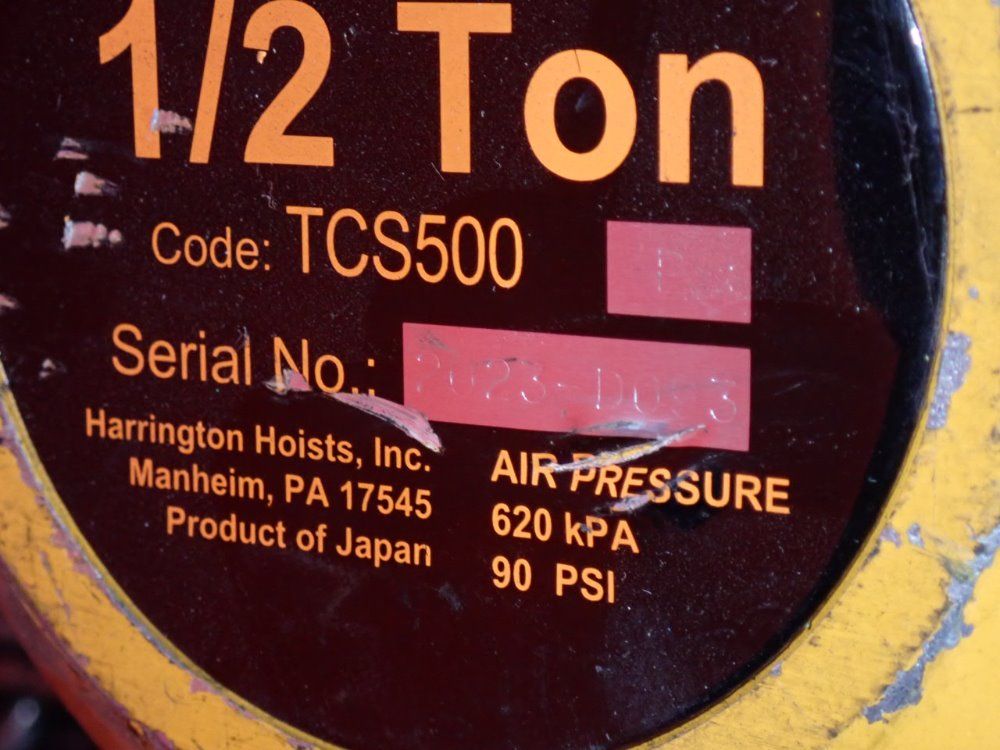 1/2 Ton
Code: TCS500
Serial No.:
Harrington Hoists, Inc.
Manheim, PA 17545
Product of Japan
AIR PRESSURE
620 kPA
90 PSI